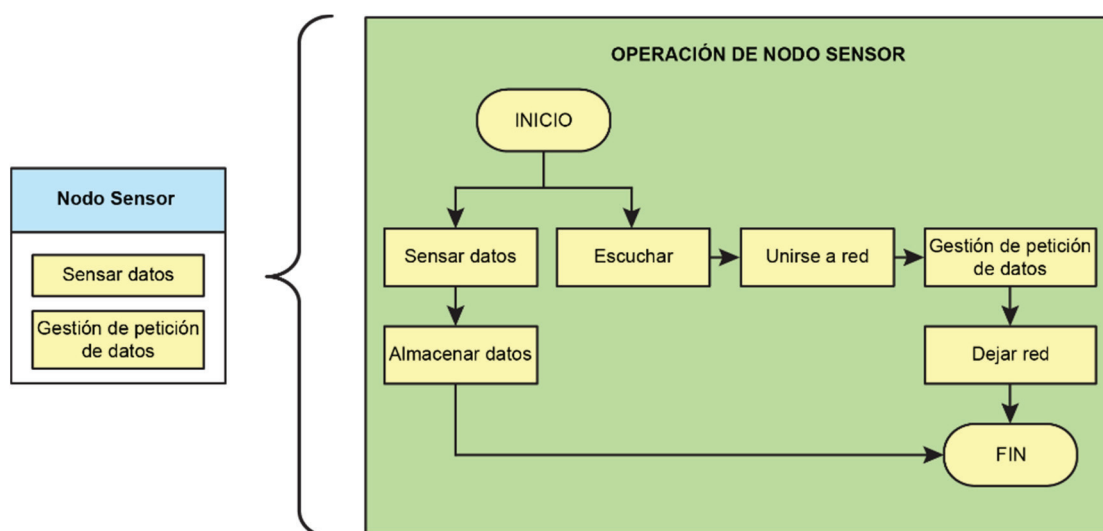 Nodo Sensor
Sensar datos
Gestión de petición
de datos
OPERACIÓN DE NODO SENSOR
INICIO
Sensar datos
Escuchar
Unirse a red
Gestión de petición
de datos
Almacenar datos
Dejar red
FIN